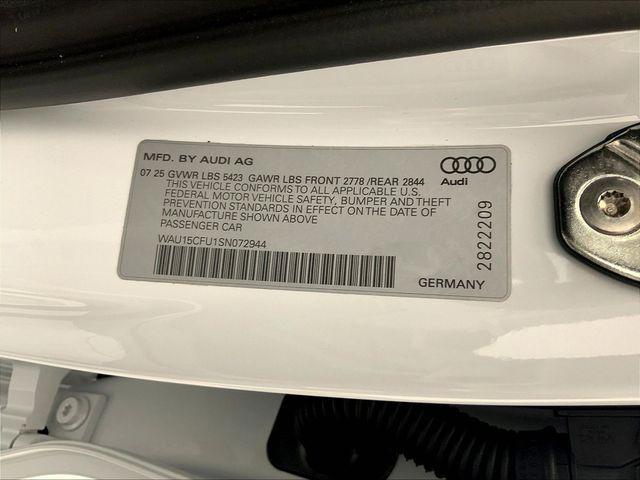 MFD. BY AUDI AG
07 25 GVWR LBS 5423 GAWR LBS FRONT 2778 /REAR 2844
THIS VEHICLE CONFORMS TO ALL APPLICABLE U.S.
FEDERAL MOTOR VEHICLE SAFETY, BUMPER AND THEFT
PREVENTION STANDARDS IN EFFECT ON THE DATE OF
MANUFACTURE SHOWN ABOVE
PASSENGER CAR
WAU15CFU1SN072944
Audi
2822209
GERMANY